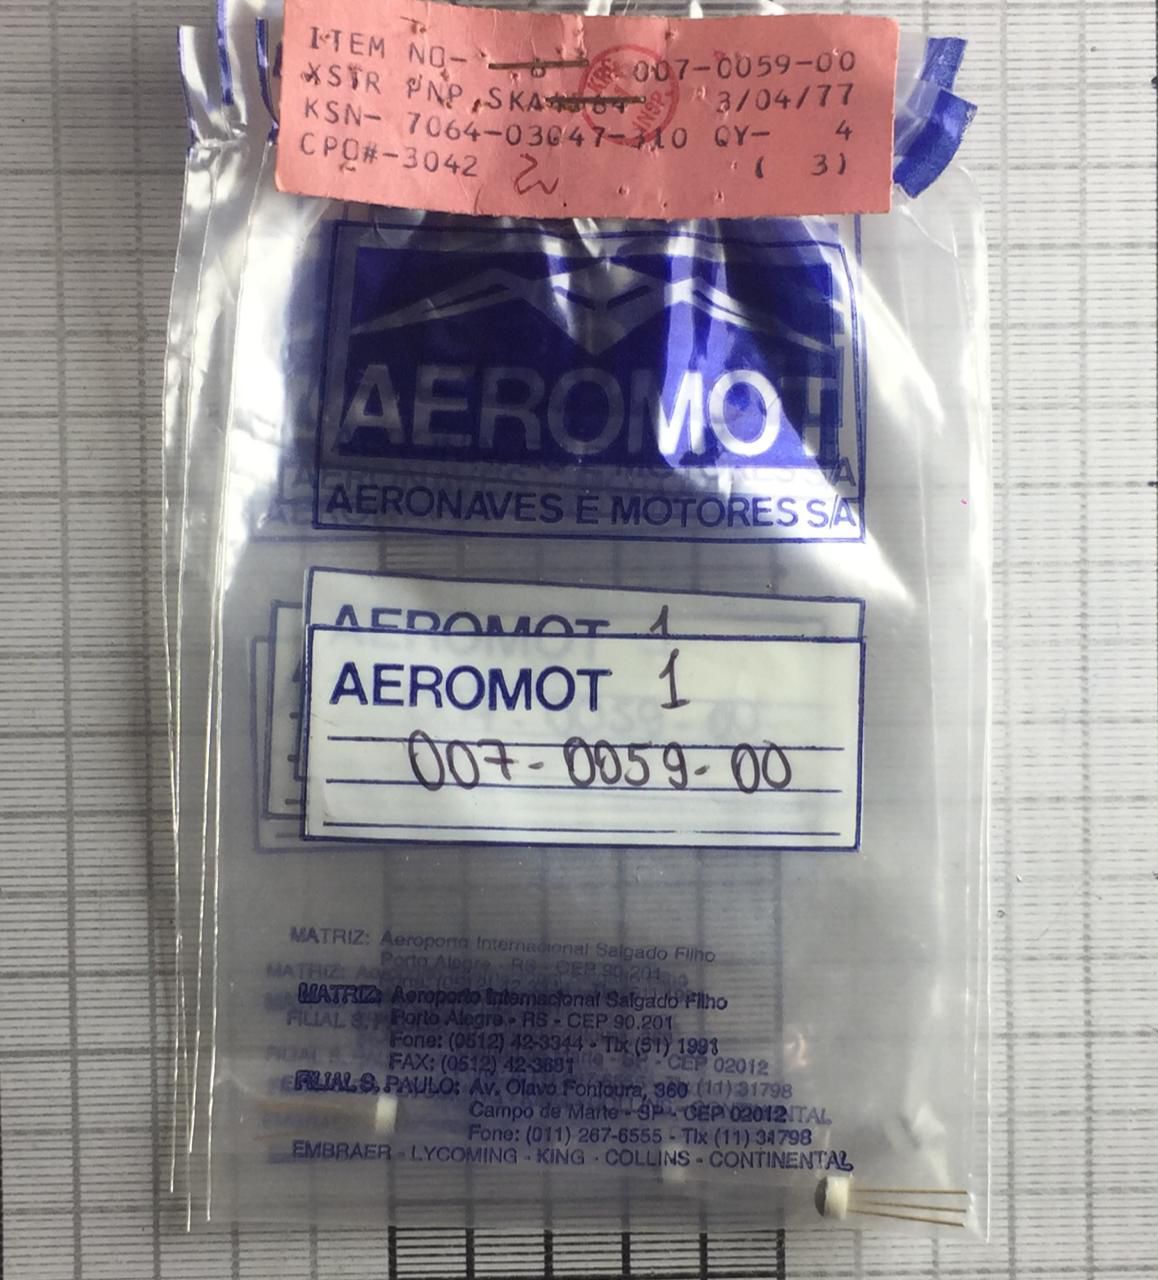 ITEM NO- 007-0059-00
XSTR PNP SKA 3/04/77
KSN- 7064-03047-310 QY- 4
CPO#-3042 ( 3)
AEROMOT
AERONAVES E MOTORES S/A
AEROMOT 1
AEROMOT 1
007-0059-00
MATRIZ: Aeroporto Internacional Salgado Filho
Porto Alegre - RS - CEP 90.201
MATRIZ: Aeroporto Internacional Salgado Filho
Porto Alegre - RS - CEP 90.201
Fone: (0512) 42-3344 - Tlx (51) 1993
FAX: (0512) 42-3681
FILIAL S. PAULO: Av. Olavo Fontoura, 360
Campo de Marte - SP - CEP 02012
Fone: (011) 267-6555 - Tlx (11) 31798
EMBRAER - LYCOMING - KING - COLLINS - CONTINENTAL